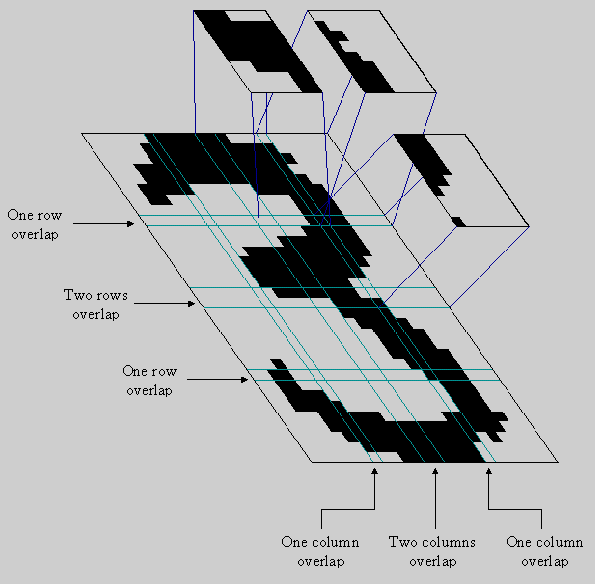 One row
overlap
Two rows
overlap
One row
overlap
One column
overlap
Two columns
overlap
One column
overlap